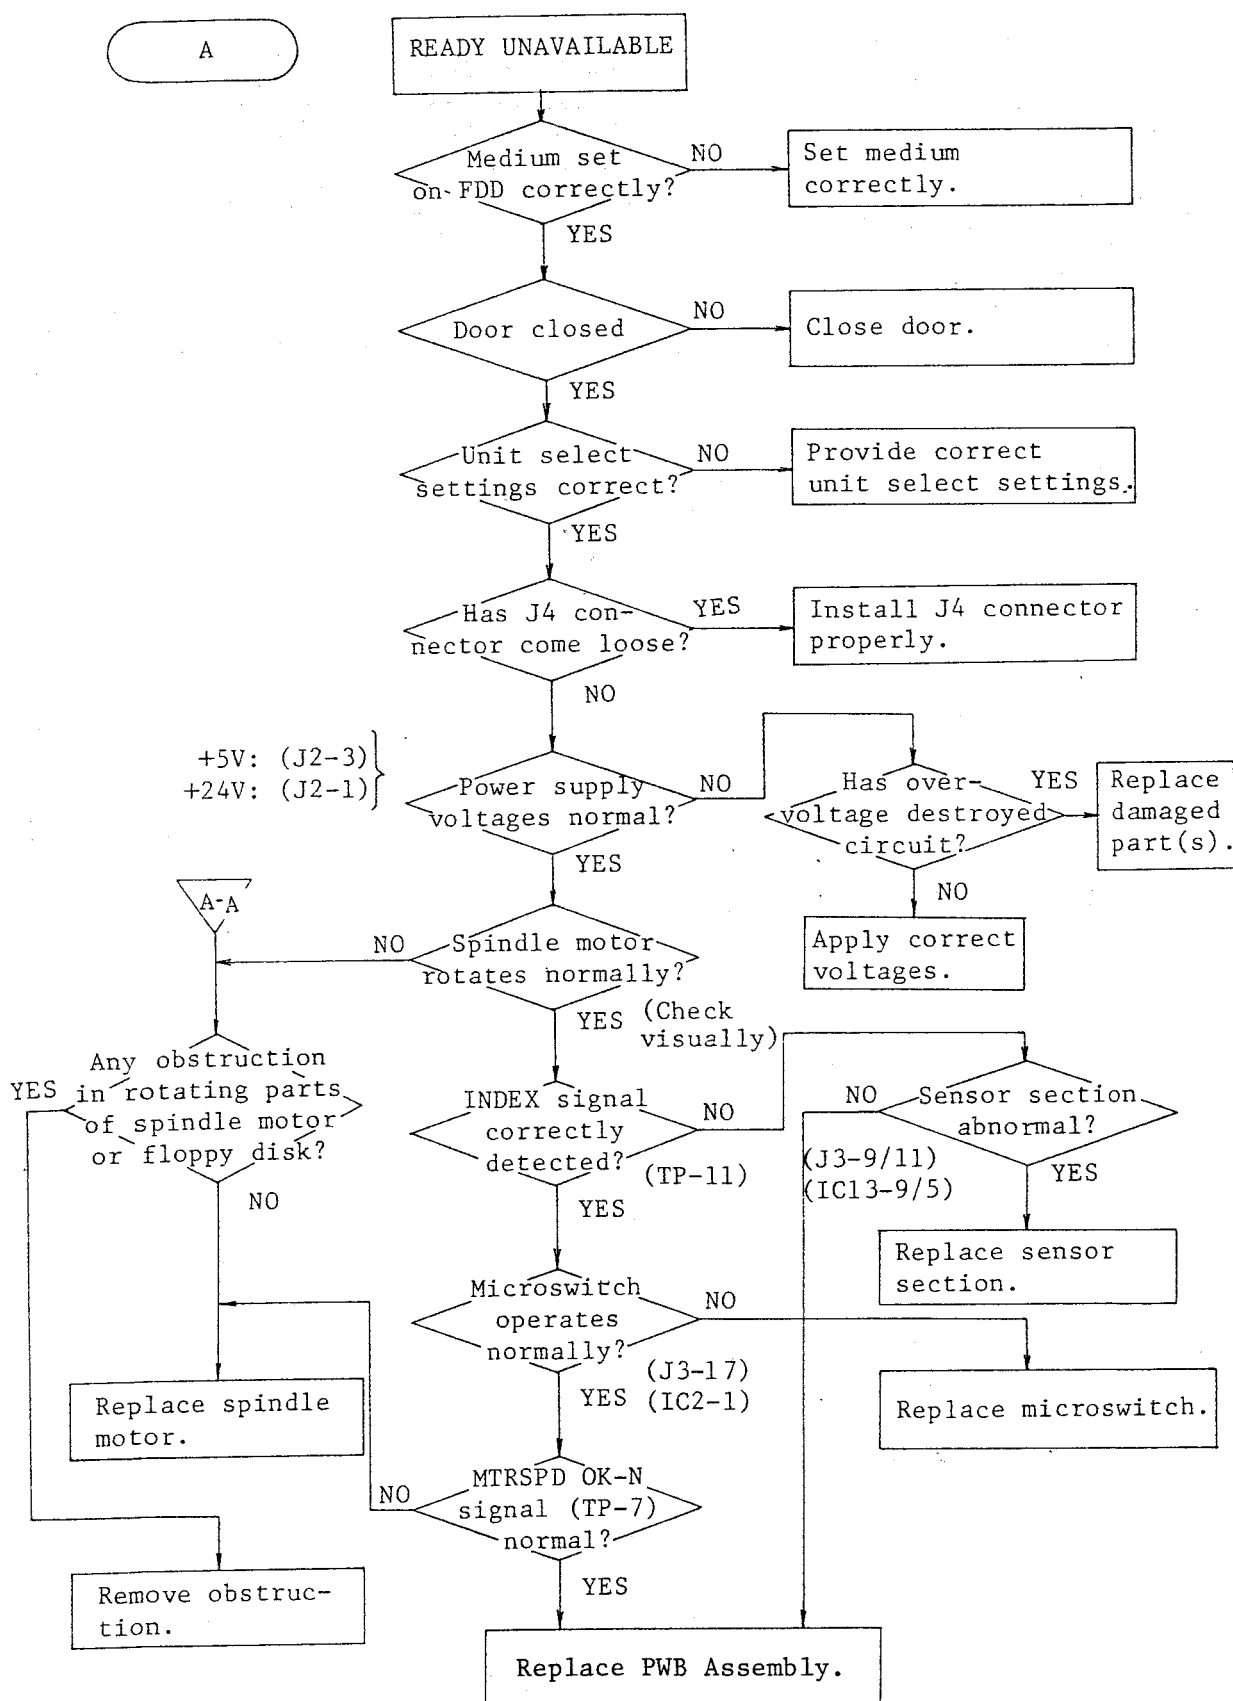 A
READY UNAVAILABLE
Medium set
on FDD correctly?
NO
Set medium
correctly.
YES
Door closed
NO
Close door.
YES
Unit select
settings correct?
NO
Provide correct
unit select settings.
YES
Has J4 con-
nector come loose?
YES
Install J4 connector
properly.
NO
+5V: (J2-3)
+24V: (J2-1)
Power supply
voltages normal?
NO
Has over-
voltage destroyed
circuit?
YES
Replace
damaged
part(s).
YES
NO
Apply correct
voltages.
A-A
NO
Spindle motor
rotates normally?
YES
(Check
visually)
Any obstruction
in rotating parts
of spindle motor
or floppy disk?
YES
NO
INDEX signal
correctly
detected?
NO
(TP-11)
YES
Sensor section
abnormal?
NO
(J3-9/11)
(IC13-9/5)
YES
Replace sensor
section.
Microswitch
operates
normally?
NO
(J3-17)
(IC2-1)
YES
Replace microswitch.
Replace spindle
motor.
MTRSPD OK-N
signal (TP-7)
normal?
NO
YES
Remove obstruc-
tion.
Replace PWB Assembly.